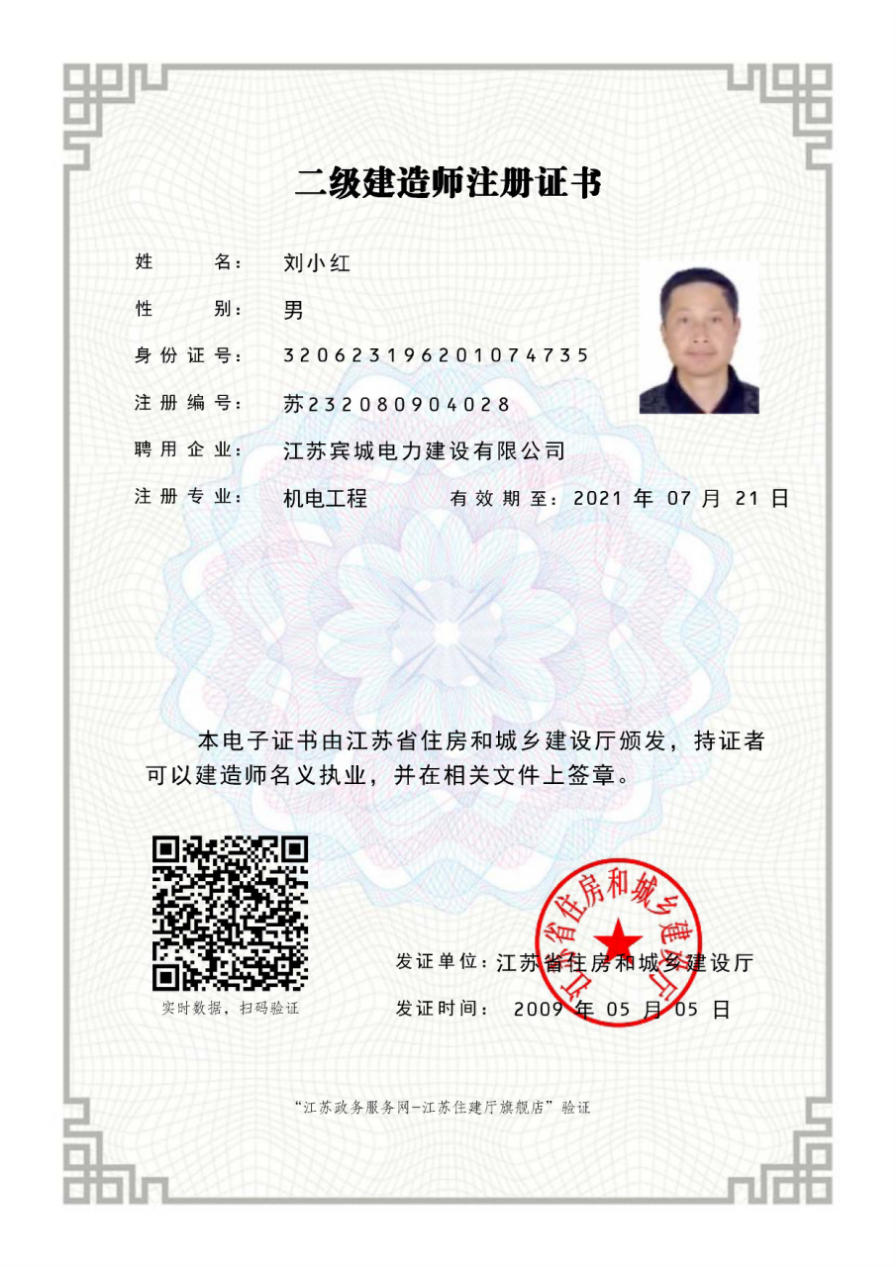 二级建造师注册证书
姓名：刘小红
性别：男
身份证号：320623196201074735
注册编号：苏232080904028
聘用企业：江苏宾城电力建设有限公司
注册专业：机电工程 有效期至：2021 年 07 月 21 日
本电子证书由江苏省住房和城乡建设厅颁发，持证者
可以建造师名义执业，并在相关文件上签章。
江苏省住房和城乡建设厅
发证单位：江苏省住房和城乡建设厅
实时数据，扫码验证
发证时间：2009 年 05 月 05 日
“江苏政务服务网-江苏住建厅旗舰店”验证